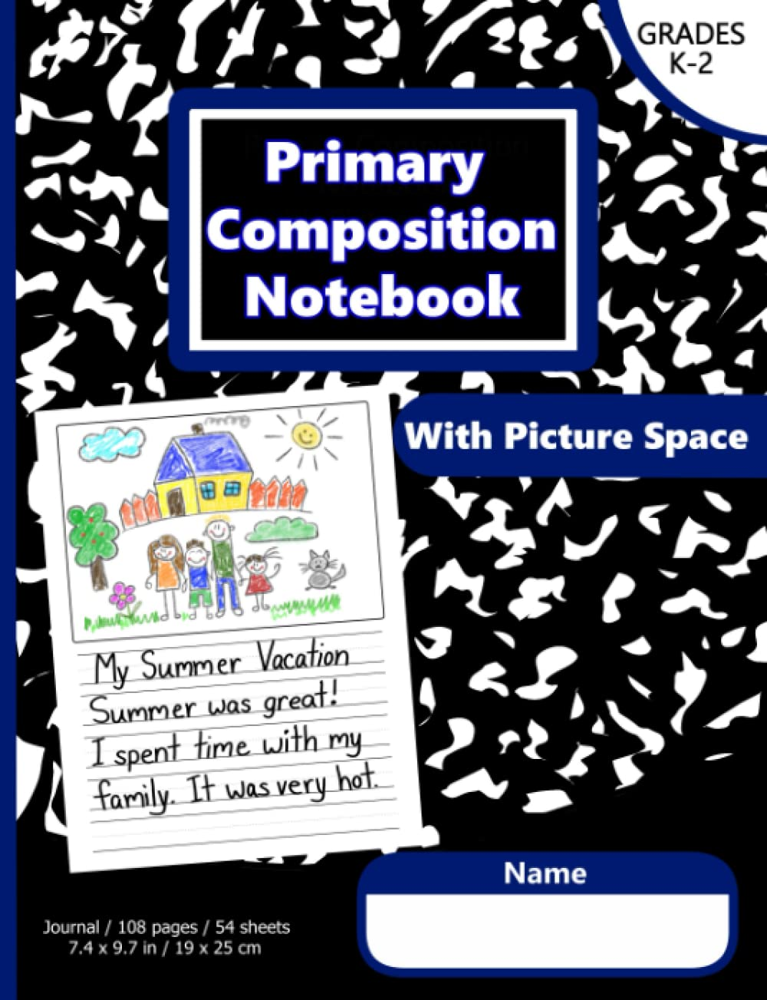 GRADES
K-2
Primary
Composition
Notebook
With Picture Space
My Summer Vacation
Summer was great!
I spent time with my
family. It was very hot.
Name
Journal / 108 pages / 54 sheets
7.4 x 9.7 in / 19 x 25 cm